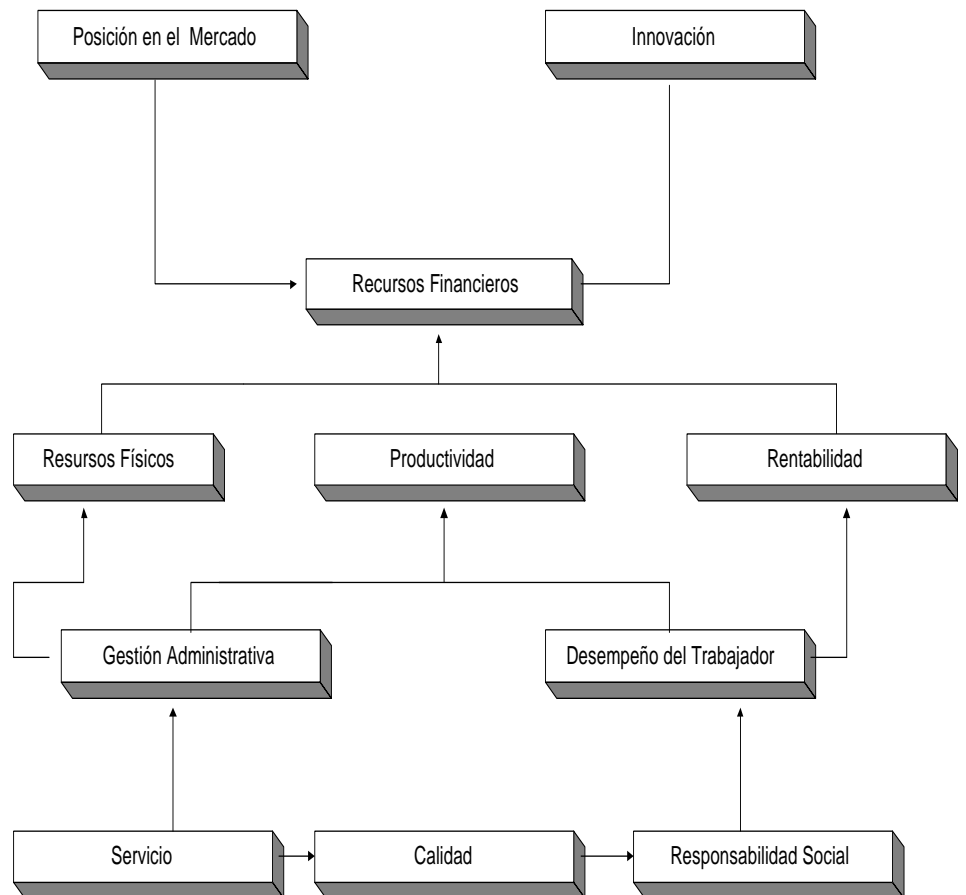 Posición en el Mercado
Innovación
Recursos Financieros
Resursos Físicos
Productividad
Rentabilidad
Gestión Administrativa
Desempeño del Trabajador
Servicio
Calidad
Responsabilidad Social